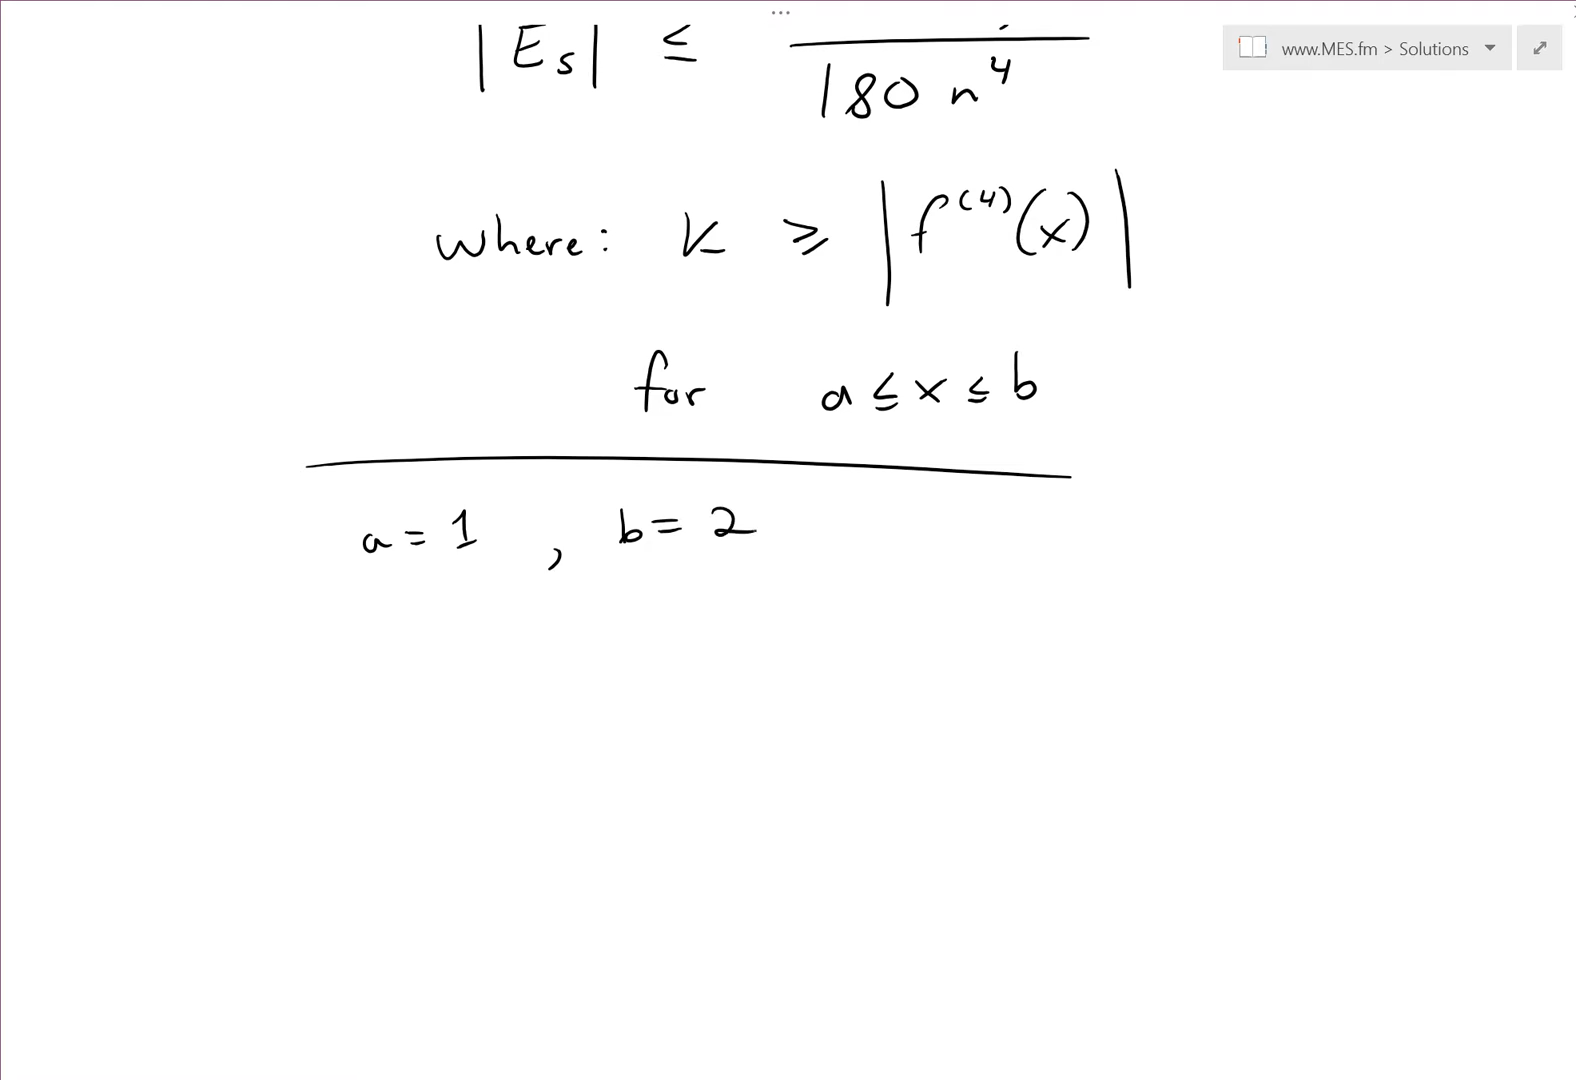 www.MES.fm > Solutions
|Es| ≤ / 180 n⁴
where: K ≥ |f⁽⁴⁾(x)|
for a ≤ x ≤ b
a = 1 , b = 2